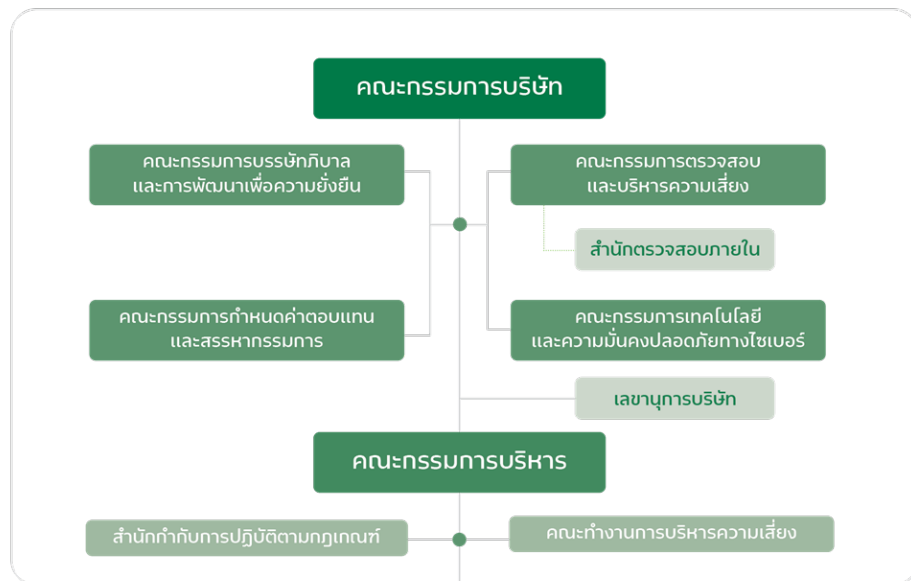 คณะกรรมการบริษัท
คณะกรรมการบรรษัทภิบาล
และการพัฒนาเพื่อความยั่งยืน
คณะกรรมการตรวจสอบ
และบริหารความเสี่ยง
สำนักตรวจสอบภายใน
คณะกรรมการกำหนดค่าตอบแทน
และสรรหากรรมการ
คณะกรรมการเทคโนโลยี
และความมั่นคงปลอดภัยทางไซเบอร์
เลขานุการบริษัท
คณะกรรมการบริหาร
สำนักกำกับการปฏิบัติตามกฎเกณฑ์
คณะทำงานการบริหารความเสี่ยง